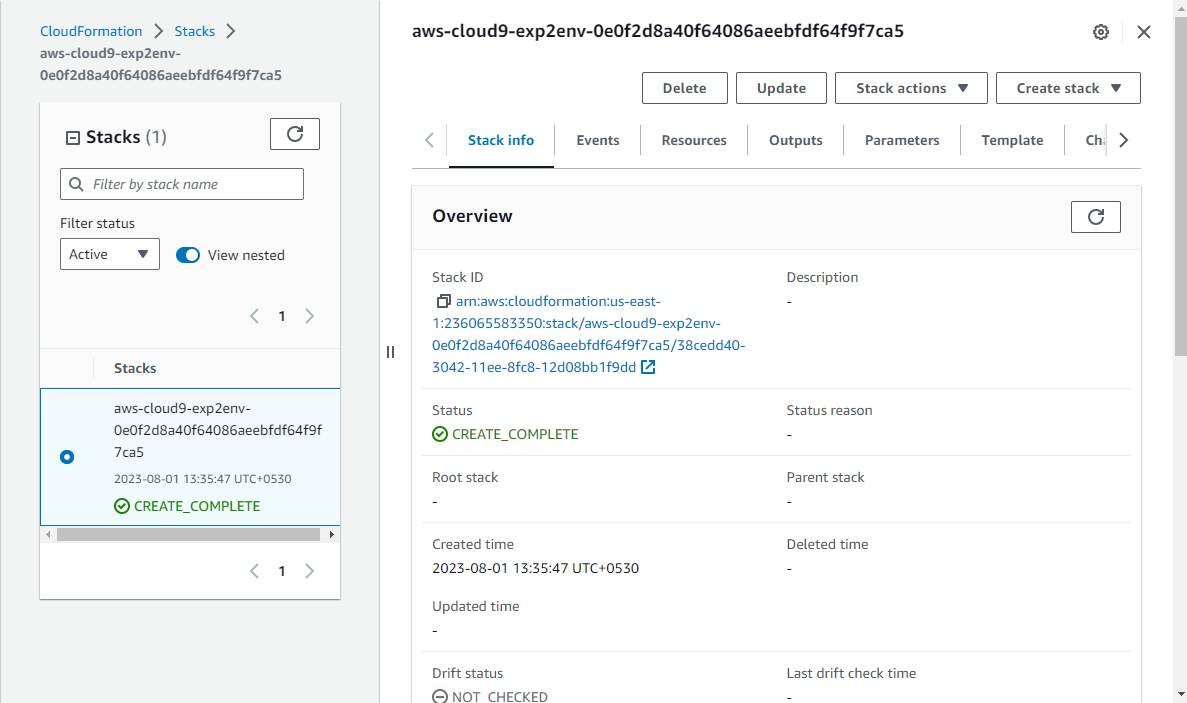 CloudFormation Stacks
aws-cloud9-exp2env-
0e0f2d8a40f64086aeebfdf64f9f7ca5
Stacks (1)
Filter by stack name
Filter status
Active
View nested
1
Stacks
aws-cloud9-exp2env-
0e0f2d8a40f64086aeebfdf64f9f
7ca5
2023-08-01 13:35:47 UTC+0530
CREATE_COMPLETE
1
aws-cloud9-exp2env-0e0f2d8a40f64086aeebfdf64f9f7ca5
Delete Update Stack actions Create stack
Stack info Events Resources Outputs Parameters Template
Overview
Stack ID
arn:aws:cloudformation:us-east-
1:236065583350:stack/aws-cloud9-exp2env-
0e0f2d8a40f64086aeebfdf64f9f7ca5/38cedd40-
3042-11ee-8fc8-12d08bb1f9dd
Description
-
Status
CREATE_COMPLETE
Status reason
-
Root stack
-
Parent stack
-
Created time
2023-08-01 13:35:47 UTC+0530
Deleted time
-
Updated time
-
Drift status
NOT_CHECKED
Last drift check time
-